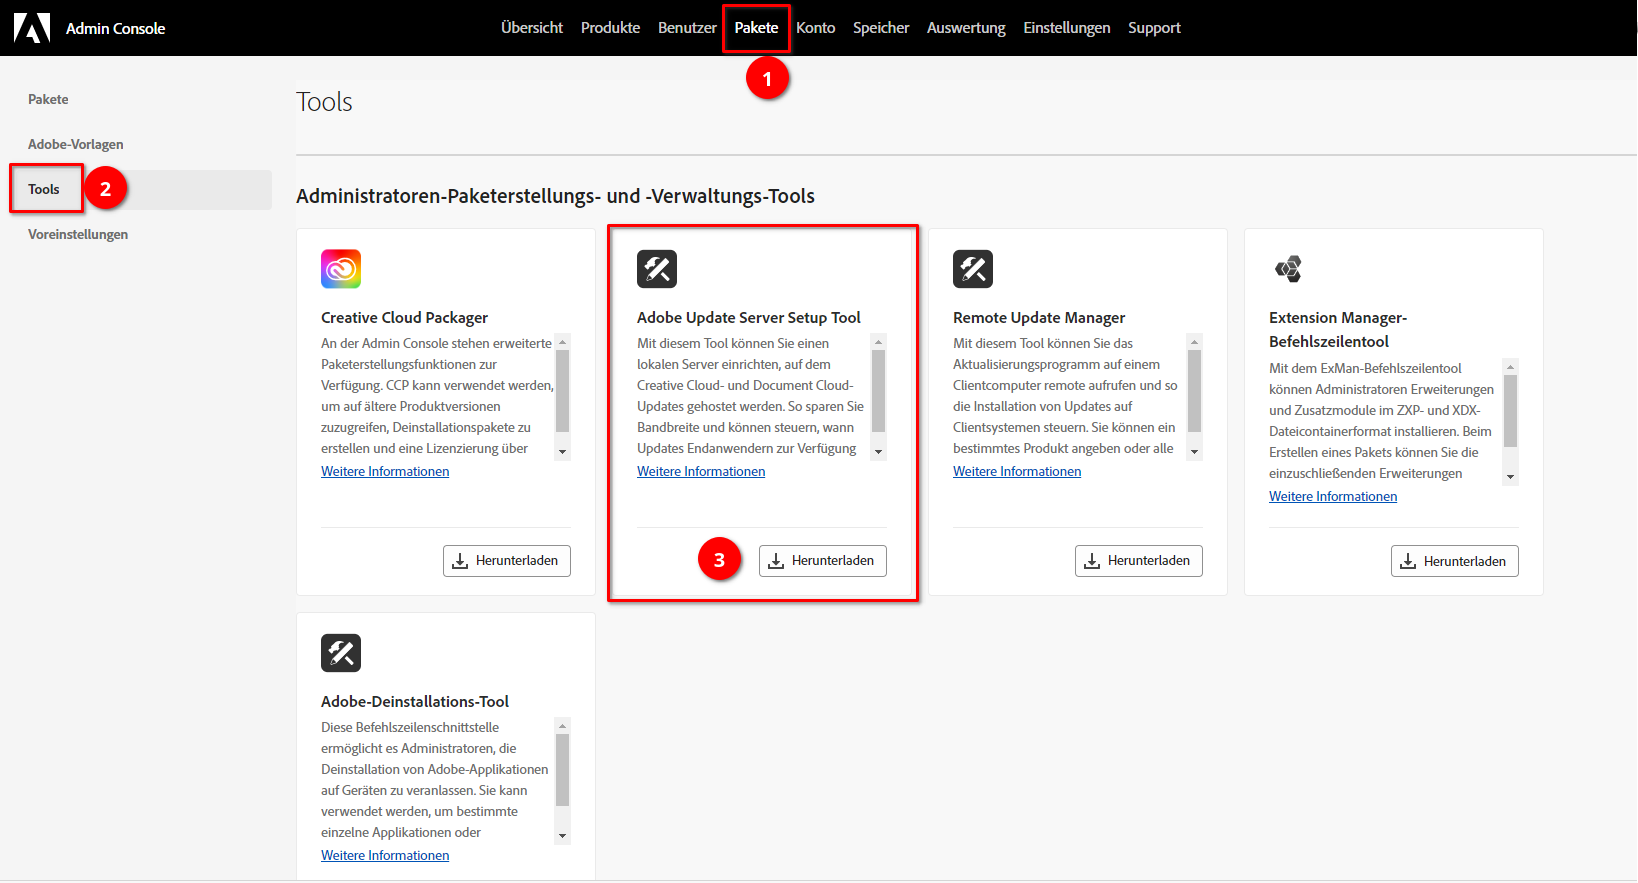 Admin Console
Übersicht Produkte Benutzer Pakete Konto Speicher Auswertung Einstellungen Support
1
Pakete
Adobe-Vorlagen
Tools
2
Voreinstellungen
Tools
Administratoren-Paketerstellungs- und -Verwaltungs-Tools
Creative Cloud Packager
An der Admin Console stehen erweiterte
Paketerstellungsfunktionen zur
Verfügung. CCP kann verwendet werden,
um auf ältere Produktversionen
zuzugreifen, Deinstallationspakete zu
erstellen und eine Lizenzierung über
Weitere Informationen
Herunterladen
Adobe Update Server Setup Tool
Mit diesem Tool können Sie einen
lokalen Server einrichten, auf dem
Creative Cloud- und Document Cloud-
Updates gehostet werden. So sparen Sie
Bandbreite und können steuern, wann
Updates Endanwendern zur Verfügung
Weitere Informationen
3
Herunterladen
Remote Update Manager
Mit diesem Tool können Sie das
Aktualisierungsprogramm auf einem
Clientcomputer remote aufrufen und so
die Installation von Updates auf
Clientsystemen steuern. Sie können ein
bestimmtes Produkt angeben oder alle
Weitere Informationen
Herunterladen
Extension Manager-
Befehlszeilentool
Mit dem ExMan-Befehlszeilentool
können Administratoren Erweiterungen
und Zusatzmodule im ZXP- und XDX-
Dateicontainerformat installieren. Beim
Erstellen eines Pakets können Sie die
einzuschließenden Erweiterungen
Weitere Informationen
Herunterladen
Adobe-Deinstallations-Tool
Diese Befehlszeilenschnittstelle
ermöglicht es Administratoren, die
Deinstallation von Adobe-Applikationen
auf Geräten zu veranlassen. Sie kann
verwendet werden, um bestimmte
einzelne Applikationen oder
Weitere Informationen